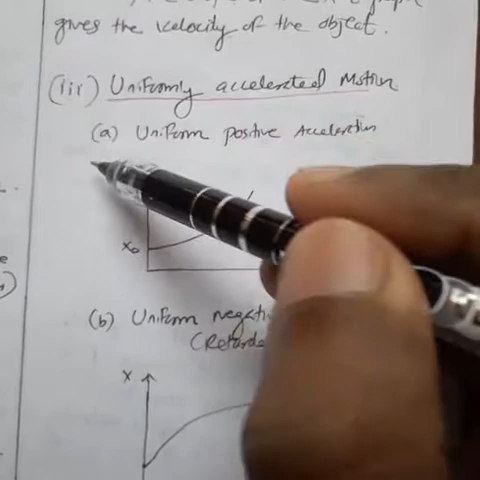 gives the velocity of the object.
(iii) Uniformly accelerated Motion
(a) Uniform positive Acceleration
x₀
(b) Uniform negati
(Retarda
x